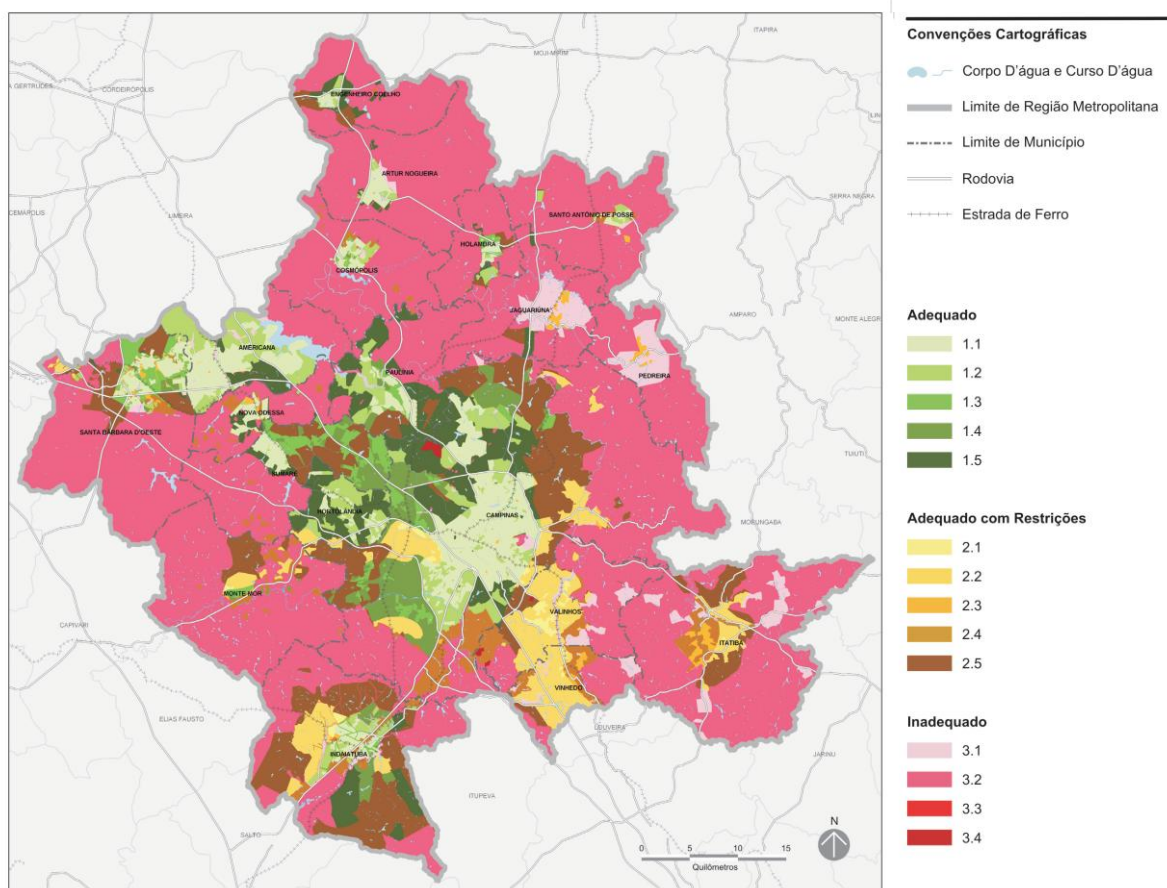 ITAPIRA
MOJI-MIRIM
CORDEIRÓPOLIS
A GERTRUDES
ENGENHEIRO COELHO
ARTUR NOGUEIRA
SERRA NEGRA
CEMÁPOLIS
LIMEIRA
SANTO ANTÔNIO DE POSSE
HOLAMBRA
COSMÓPOLIS
JAGUARIÚNA
AMPARO
MONTE ALEGR
AMERICANA
PAULÍNIA
PEDREIRA
NOVA ODESSA
SANTA BÁRBARA D'OESTE
TUIUTI
SUMARÉ
HORTOLÂNDIA
CAMPINAS
MORUNGABA
MONTE-MOR
VALINHOS
CAPIVARI
ITATIBA
VINHEDO
ELIAS FAUSTO
LOUVEIRA
INDAIATUBA
JARINU
ITUPEVA
SALTO
N
0 5 10 15
Quilômetros
Convenções Cartográficas
Corpo D'água e Curso D'água
Limite de Região Metropolitana
Limite de Município
Rodovia
Estrada de Ferro
Adequado
1.1
1.2
1.3
1.4
1.5
Adequado com Restrições
2.1
2.2
2.3
2.4
2.5
Inadequado
3.1
3.2
3.3
3.4